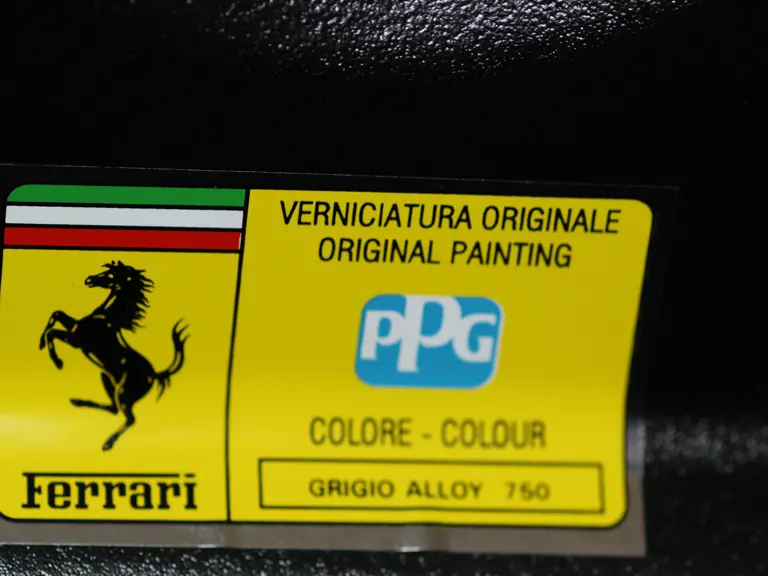 VERNICIATURA ORIGINALE
ORIGINAL PAINTING
PPG
COLORE - COLOUR
GRIGIO ALLOY 750
Ferrari